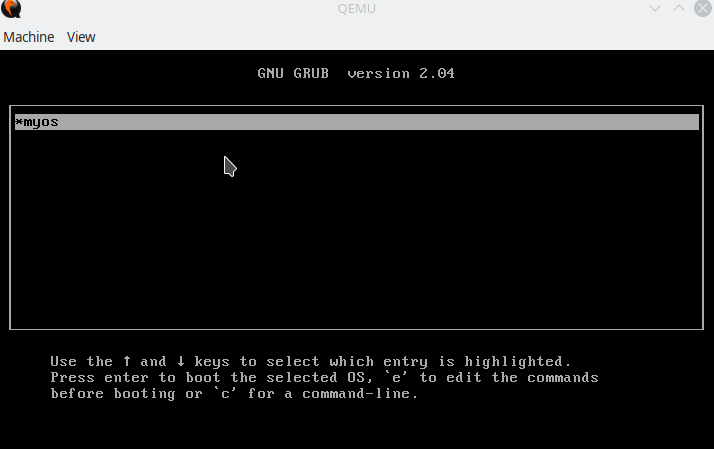 QEMU
Machine View
GNU GRUB version 2.04
*myos
Use the ↑ and ↓ keys to select which entry is highlighted.
Press enter to boot the selected OS, `e' to edit the commands
before booting or `c' for a command-line.